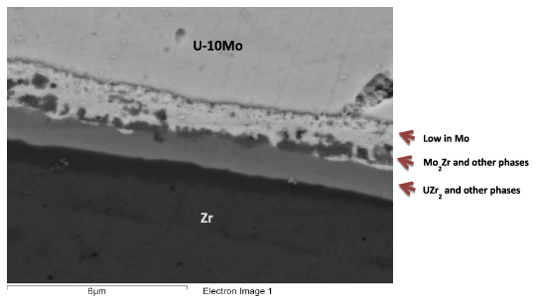 U-10Mo
Low in Mo
Mo2Zr and other phases
UZr2 and other phases
Zr
6μm
Electron Image 1